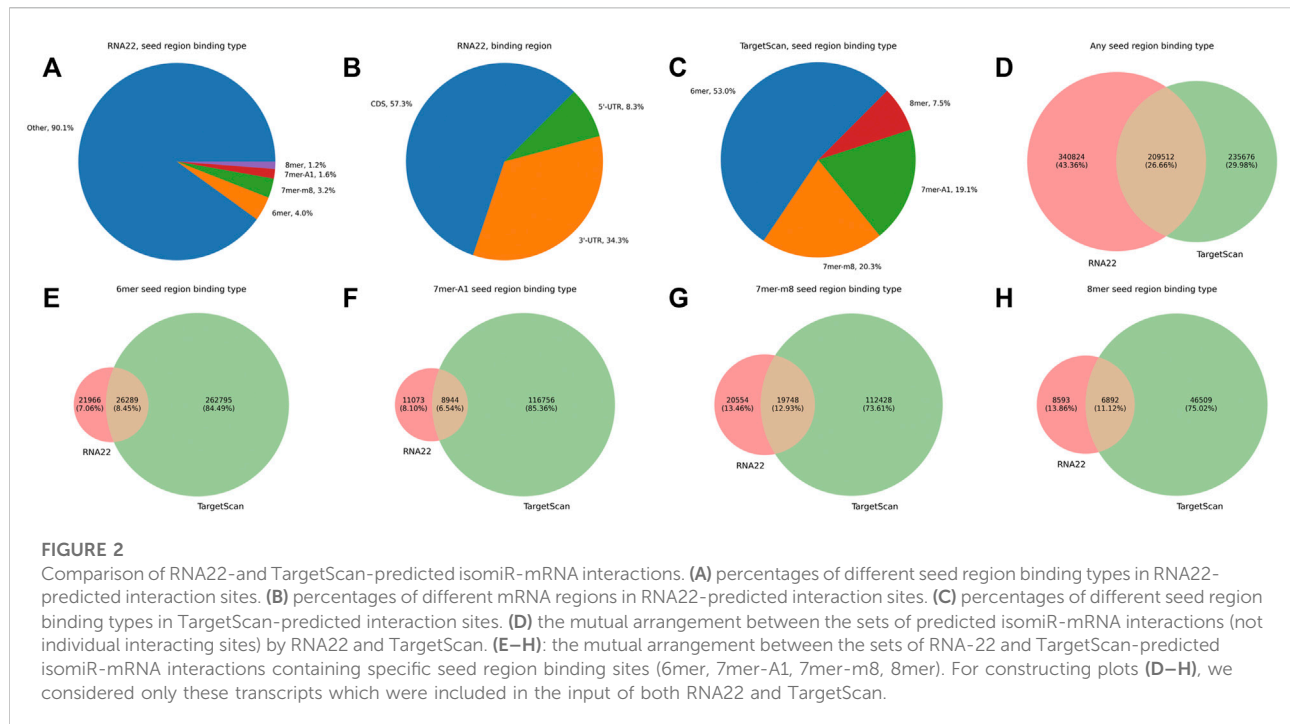 RNA22, seed region binding type
A
Other, 90.1%
8mer, 1.2%
7mer-A1, 1.6%
7mer-m8, 3.2%
6mer, 4.0%
RNA22, binding region
B
CDS, 57.3%
5'-UTR, 8.3%
3'-UTR, 34.3%
TargetScan, seed region binding type
C
6mer, 53.0%
8mer, 7.5%
7mer-A1, 19.1%
7mer-m8, 20.3%
Any seed region binding type
D
340824
(43.36%)
209512
(26.66%)
235676
(29.98%)
RNA22
TargetScan
6mer seed region binding type
E
21966
(7.06%)
26289
(8.45%)
262795
(84.49%)
RNA22
TargetScan
7mer-A1 seed region binding type
F
11073
(8.10%)
8944
(6.54%)
116756
(85.36%)
RNA22
TargetScan
7mer-m8 seed region binding type
G
20554
(13.46%)
19748
(12.93%)
112428
(73.61%)
RNA22
TargetScan
8mer seed region binding type
H
8593
(13.86%)
6892
(11.12%)
46509
(75.02%)
RNA22
TargetScan
FIGURE 2
Comparison of RNA22-and TargetScan-predicted isomiR-mRNA interactions. (A) percentages of different seed region binding types in RNA22-
predicted interaction sites. (B) percentages of different mRNA regions in RNA22-predicted interaction sites. (C) percentages of different seed region
binding types in TargetScan-predicted interaction sites. (D) the mutual arrangement between the sets of predicted isomiR-mRNA interactions (not
individual interacting sites) by RNA22 and TargetScan. (E–H): the mutual arrangement between the sets of RNA-22 and TargetScan-predicted
isomiR-mRNA interactions containing specific seed region binding sites (6mer, 7mer-A1, 7mer-m8, 8mer). For constructing plots (D–H), we
considered only these transcripts which were included in the input of both RNA22 and TargetScan.